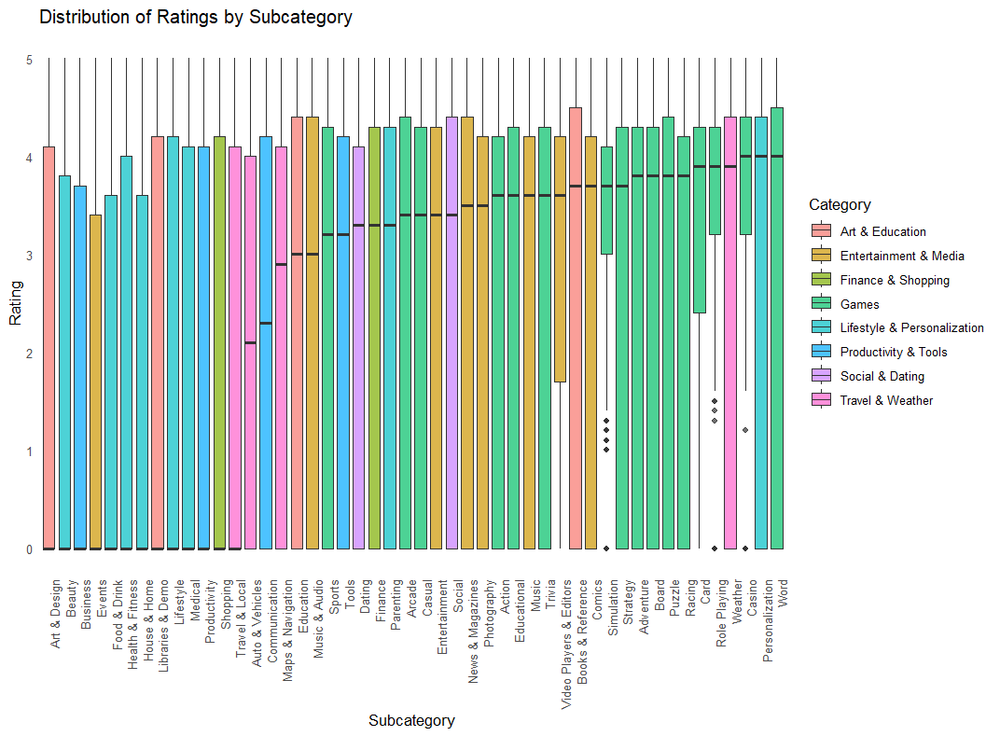 Distribution of Ratings by Subcategory
5
4
3
2
1
0
Rating
Art & Design
Beauty
Business
Events
Food & Drink
Health & Fitness
House & Home
Libraries & Demo
Lifestyle
Medical
Productivity
Shopping
Travel & Local
Auto & Vehicles
Communication
Maps & Navigation
Education
Music & Audio
Sports
Tools
Dating
Finance
Parenting
Arcade
Casual
Entertainment
Social
News & Magazines
Photography
Action
Educational
Music
Trivia
Video Players & Editors
Books & Reference
Comics
Simulation
Strategy
Adventure
Board
Puzzle
Racing
Card
Role Playing
Weather
Casino
Personalization
Word
Subcategory
Category
Art & Education
Entertainment & Media
Finance & Shopping
Games
Lifestyle & Personalization
Productivity & Tools
Social & Dating
Travel & Weather